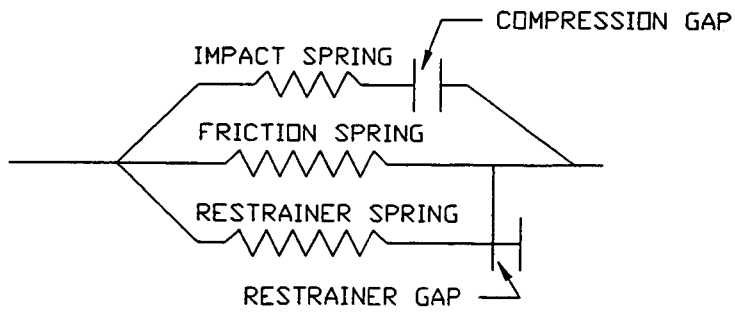 COMPRESSION GAP
IMPACT SPRING
FRICTION SPRING
RESTRAINER SPRING
RESTRAINER GAP